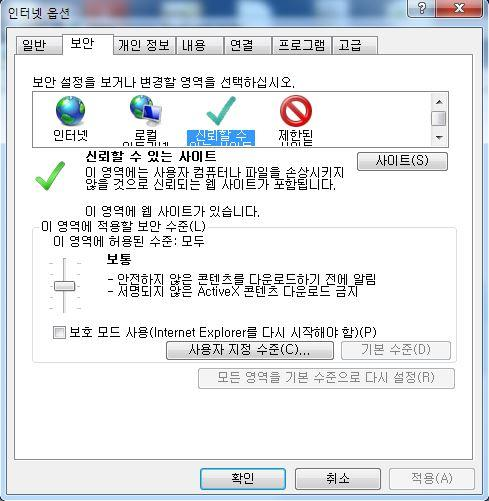 인터넷 옵션
일반
보안
개인 정보
내용
연결
프로그램
고급
보안 설정을 보거나 변경할 영역을 선택하십시오.
인터넷
로컬
신뢰할 수
제한된
신뢰할 수 있는 사이트
사이트(S)
이 영역에는 사용자 컴퓨터나 파일을 손상시키지
않을 것으로 신뢰되는 웹 사이트가 포함됩니다.
이 영역에 웹 사이트가 있습니다.
이 영역에 적용할 보안 수준(L)
이 영역에 허용된 수준: 모두
보통
- 안전하지 않은 콘텐츠를 다운로드하기 전에 알림
- 서명되지 않은 ActiveX 콘텐츠 다운로드 금지
보호 모드 사용(Internet Explorer를 다시 시작해야 함)(P)
사용자 지정 수준(C)...
기본 수준(D)
모든 영역을 기본 수준으로 다시 설정(R)
확인
취소
적용(A)